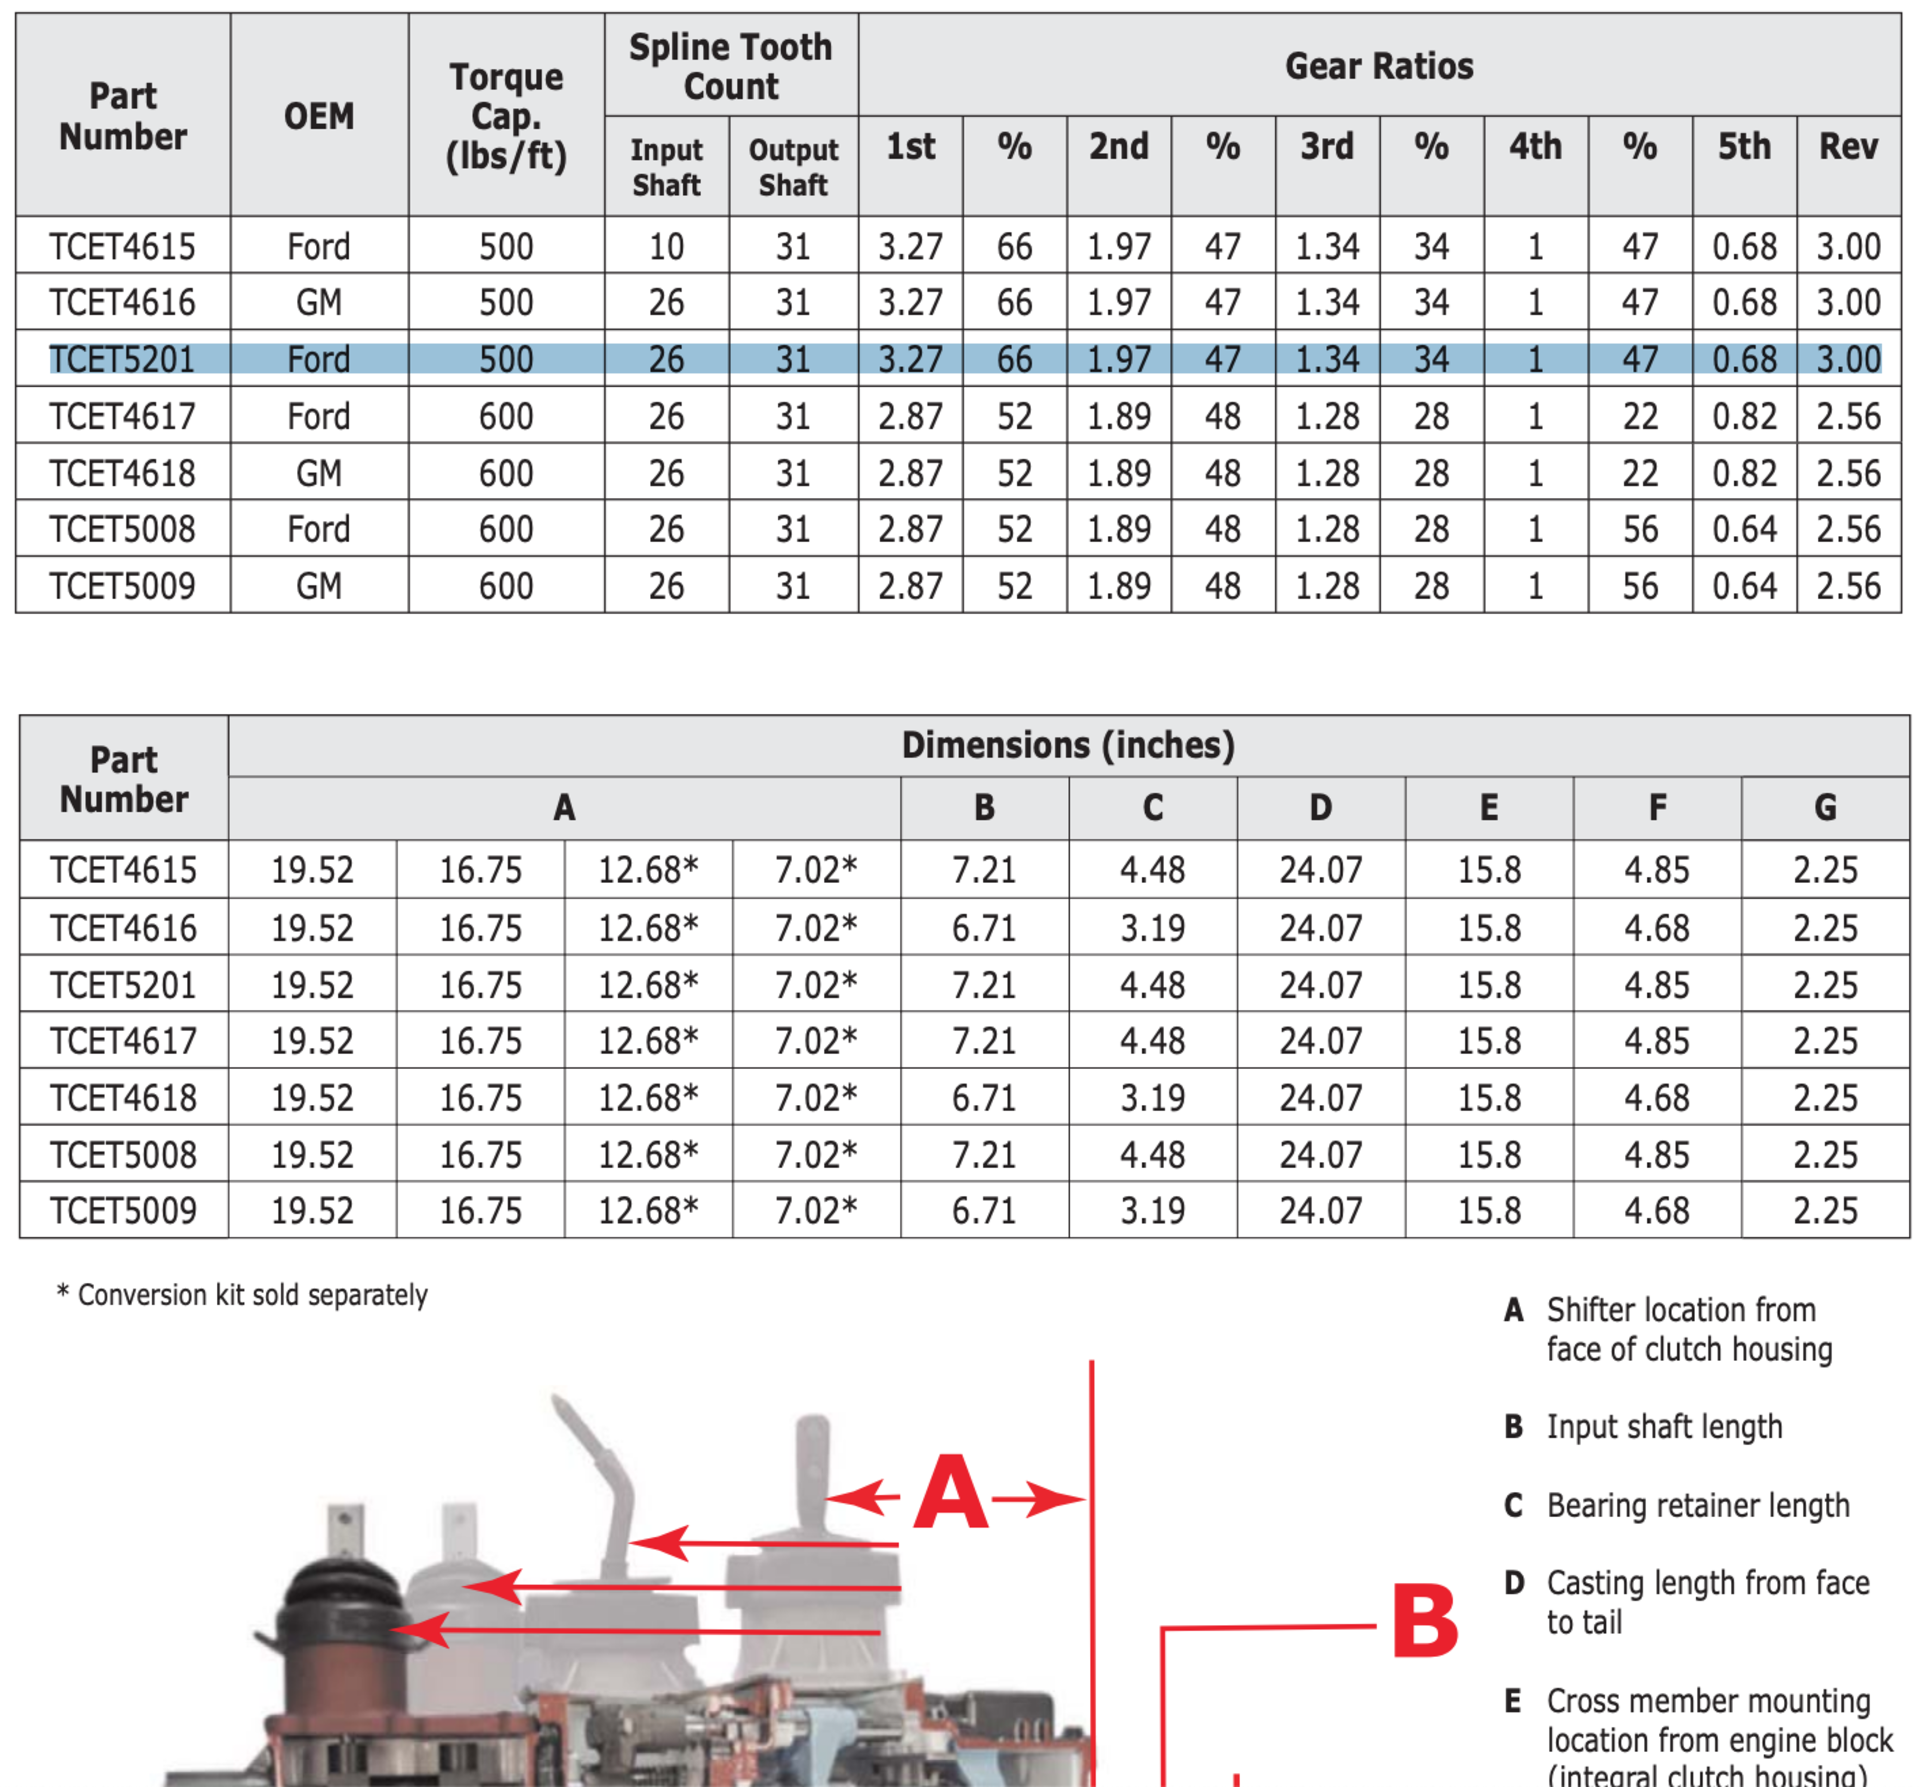 Part Number OEM Torque Cap. (lbs/ft) Spline Tooth Count Gear Ratios
Input Shaft Output Shaft 1st % 2nd % 3rd % 4th % 5th Rev
TCET4615 Ford 500 10 31 3.27 66 1.97 47 1.34 34 1 47 0.68 3.00
TCET4616 GM 500 26 31 3.27 66 1.97 47 1.34 34 1 47 0.68 3.00
TCET5201 Ford 500 26 31 3.27 66 1.97 47 1.34 34 1 47 0.68 3.00
TCET4617 Ford 600 26 31 2.87 52 1.89 48 1.28 28 1 22 0.82 2.56
TCET4618 GM 600 26 31 2.87 52 1.89 48 1.28 28 1 22 0.82 2.56
TCET5008 Ford 600 26 31 2.87 52 1.89 48 1.28 28 1 56 0.64 2.56
TCET5009 GM 600 26 31 2.87 52 1.89 48 1.28 28 1 56 0.64 2.56
Part Number Dimensions (inches)
A B C D E F G
TCET4615 19.52 16.75 12.68* 7.02* 7.21 4.48 24.07 15.8 4.85 2.25
TCET4616 19.52 16.75 12.68* 7.02* 6.71 3.19 24.07 15.8 4.68 2.25
TCET5201 19.52 16.75 12.68* 7.02* 7.21 4.48 24.07 15.8 4.85 2.25
TCET4617 19.52 16.75 12.68* 7.02* 7.21 4.48 24.07 15.8 4.85 2.25
TCET4618 19.52 16.75 12.68* 7.02* 6.71 3.19 24.07 15.8 4.68 2.25
TCET5008 19.52 16.75 12.68* 7.02* 7.21 4.48 24.07 15.8 4.85 2.25
TCET5009 19.52 16.75 12.68* 7.02* 6.71 3.19 24.07 15.8 4.68 2.25
* Conversion kit sold separately
A Shifter location from
face of clutch housing
B Input shaft length
C Bearing retainer length
D Casting length from face
to tail
E Cross member mounting
location from engine block
(integral clutch housing)
A
B